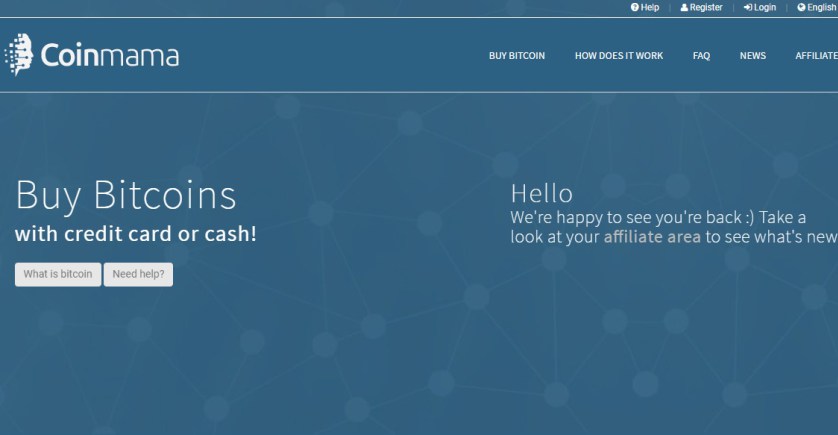 Help | Register | Login | English
Coinmama
BUY BITCOIN HOW DOES IT WORK FAQ NEWS AFFILIATE
Buy Bitcoins
with credit card or cash!
What is bitcoin Need help?
Hello
We're happy to see you're back :) Take a
look at your affiliate area to see what's new